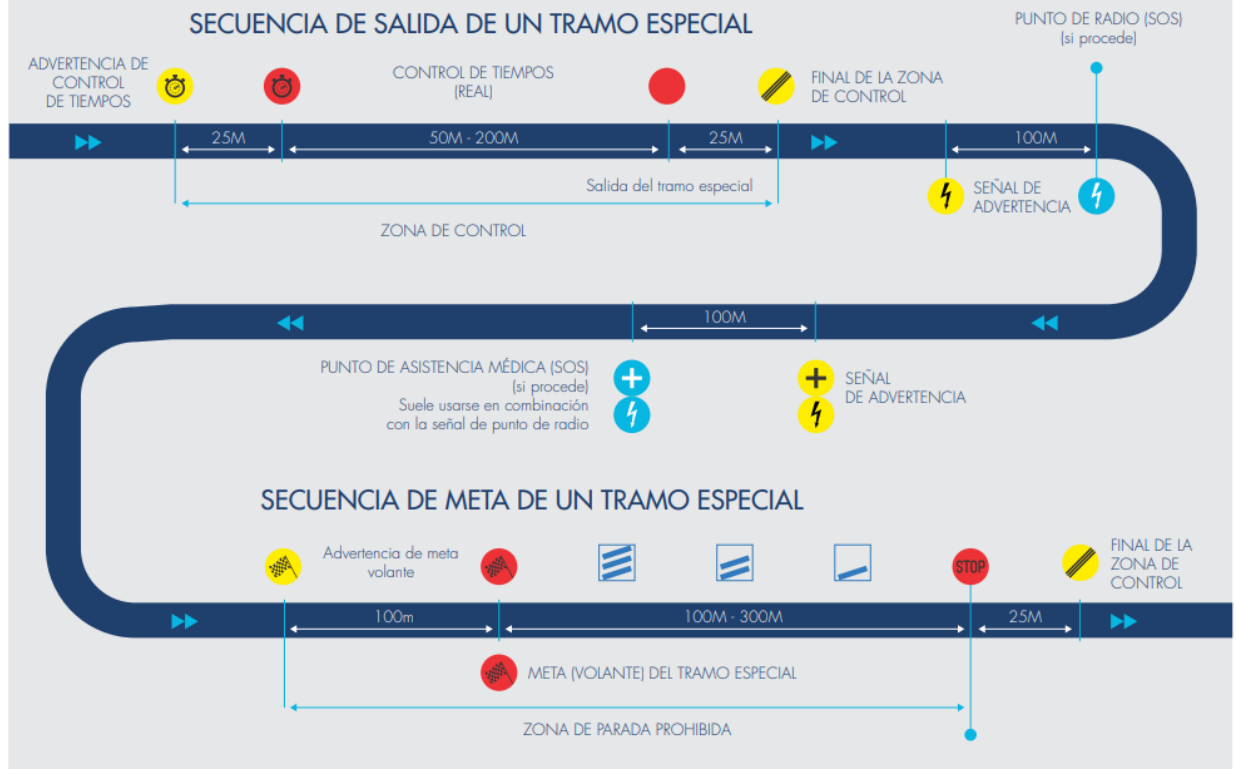 SECUENCIA DE SALIDA DE UN TRAMO ESPECIAL
PUNTO DE RADIO (SOS)
(si procede)
ADVERTENCIA DE
CONTROL
DE TIEMPOS
CONTROL DE TIEMPOS
(REAL)
FINAL DE LA ZONA
DE CONTROL
25M
50M - 200M
25M
100M
Salida del tramo especial
SEÑAL DE
ADVERTENCIA
ZONA DE CONTROL
100M
PUNTO DE ASISTENCIA MÉDICA (SOS)
(si procede)
Suele usarse en combinación
con la señal de punto de radio
SEÑAL
DE ADVERTENCIA
SECUENCIA DE META DE UN TRAMO ESPECIAL
Advertencia de meta
volante
STOP
FINAL DE LA
ZONA DE
CONTROL
100m
100M - 300M
25M
META (VOLANTE) DEL TRAMO ESPECIAL
ZONA DE PARADA PROHIBIDA